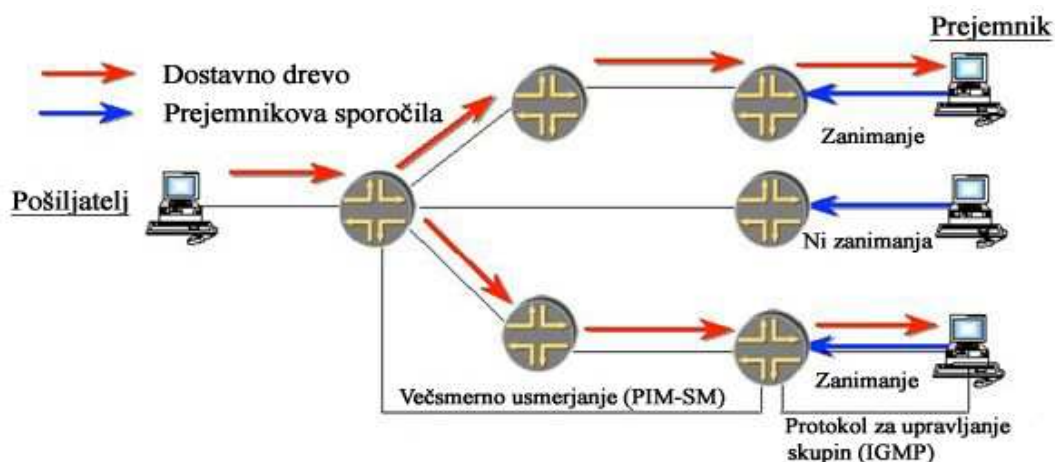 Prejemnik
Dostavno drevo
Prejemnikova sporočila
Zanimanje
Pošiljatelj
Ni zanimanja
Zanimanje
Večsmerno usmerjanje (PIM-SM)
Protokol za upravljanje
skupin (IGMP)